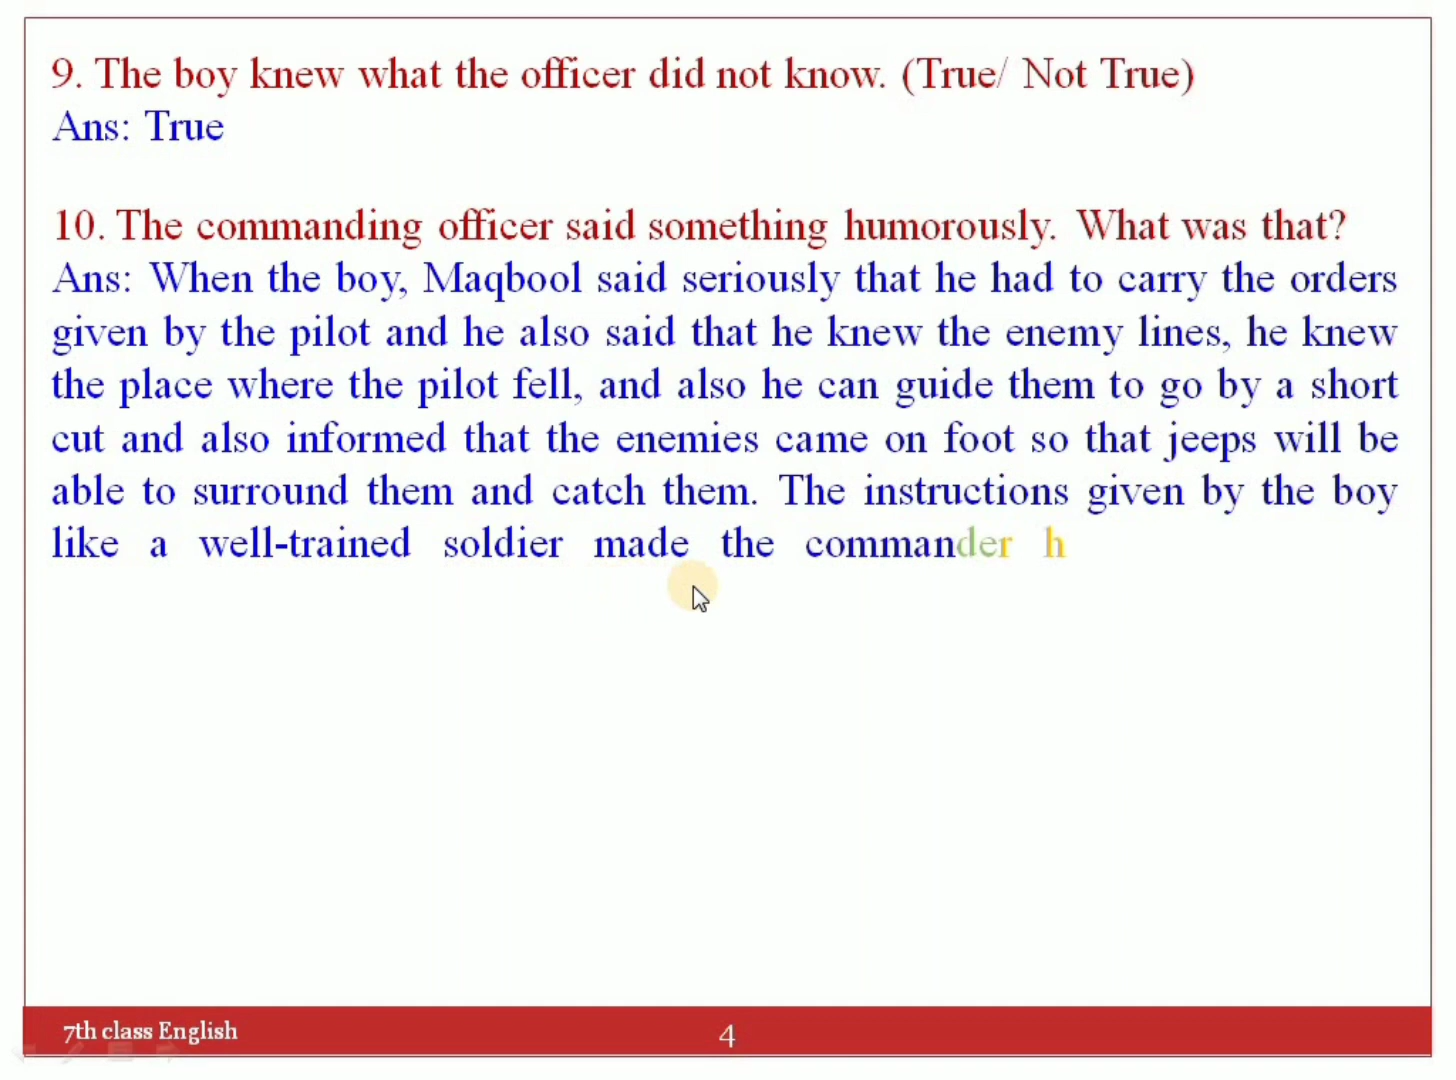 9. The boy knew what the officer did not know. (True/ Not True)
Ans: True
10. The commanding officer said something humorously. What was that?
Ans: When the boy, Maqbool said seriously that he had to carry the orders
given by the pilot and he also said that he knew the enemy lines, he knew
the place where the pilot fell, and also he can guide them to go by a short
cut and also informed that the enemies came on foot so that jeeps will be
able to surround them and catch them. The instructions given by the boy
like a well-trained soldier made the commander h
7th class English
4